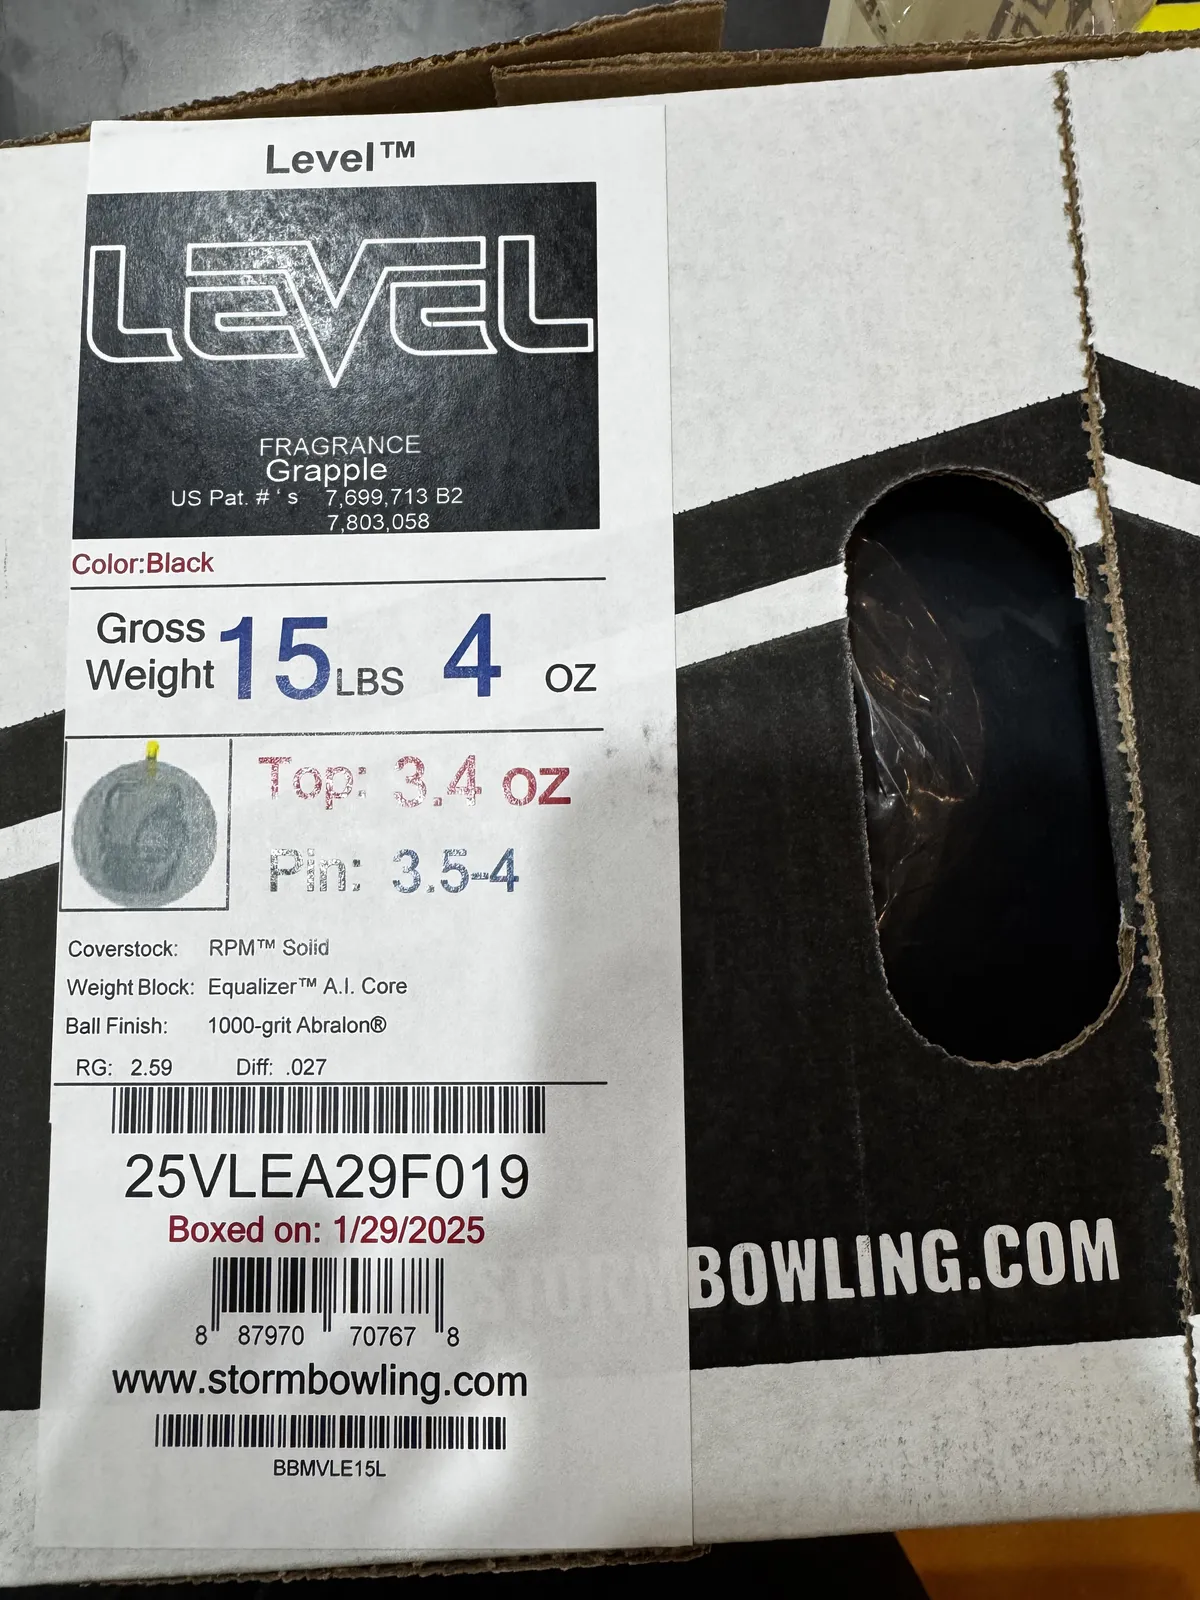 Level™
LEVEL
FRAGRANCE
Grapple
US Pat. # ' s 7,699,713 B2
7,803,058
Color:Black
Gross Weight 15 LBS 4 OZ
Top: 3.4 oz
Pin: 3.5-4
Coverstock: RPM™ Solid
Weight Block: Equalizer™ A.I. Core
Ball Finish: 1000-grit Abralon®
RG: 2.59 Diff: .027
25VLEA29F019
Boxed on: 1/29/2025
8 87970 70767 8
www.stormbowling.com
BBMVLE15L
STORMBOWLING.COM